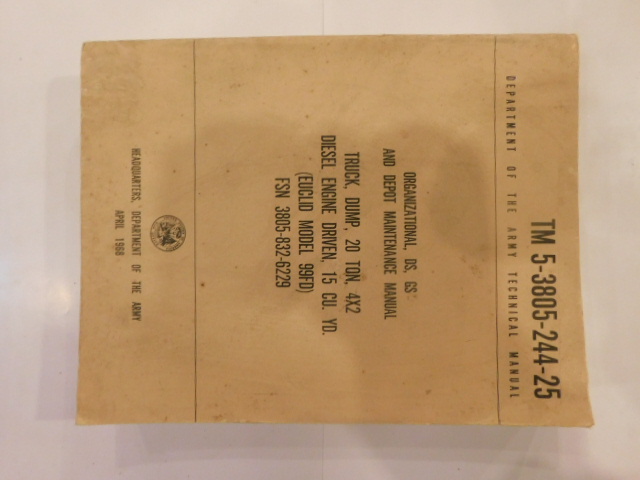 TM 5-3805-244-25
DEPARTMENT OF THE ARMY TECHNICAL MANUAL
ORGANIZATIONAL, DS, GS
AND DEPOT MAINTENANCE MANUAL
TRUCK, DUMP, 20 TON, 4X2
DIESEL ENGINE DRIVEN, 15 CU. YD.
(EUCLID MODEL 99FD)
FSN 3805-832-6229
HEADQUARTERS, DEPARTMENT OF THE ARMY
APRIL 1968